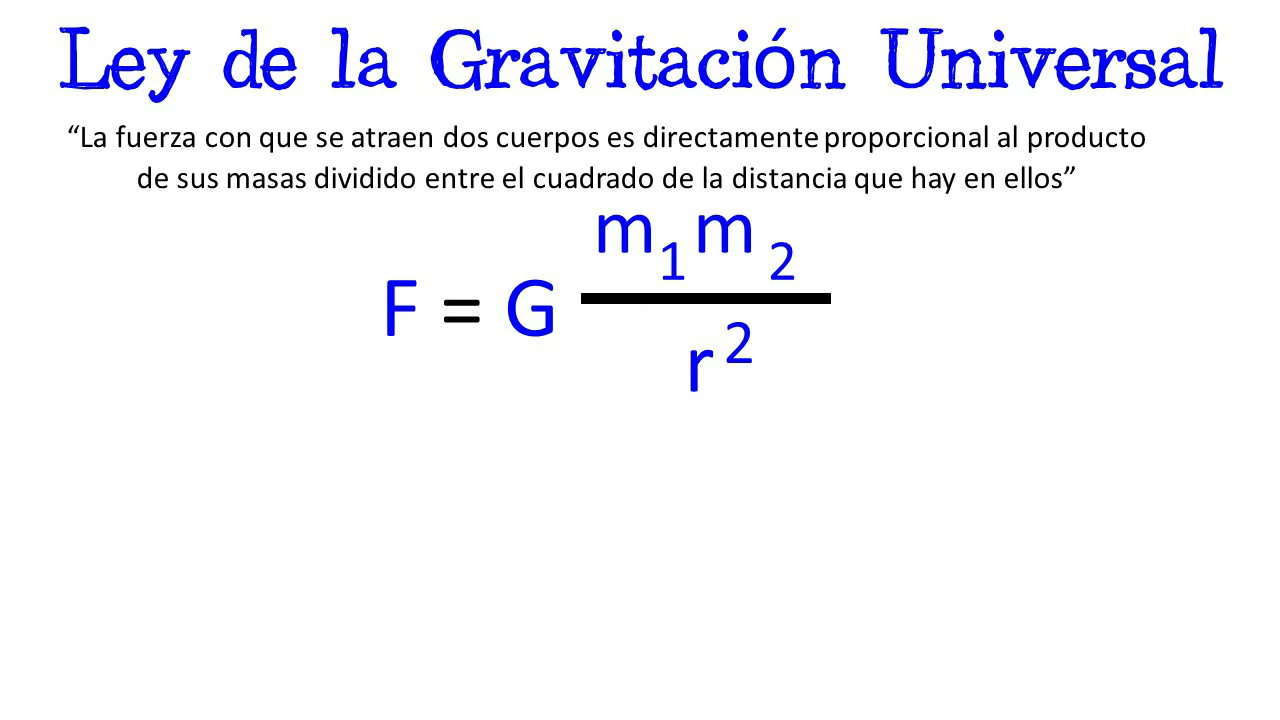 Ley de la Gravitación Universal
“La fuerza con que se atraen dos cuerpos es directamente proporcional al producto
de sus masas dividido entre el cuadrado de la distancia que hay en ellos”
m₁m₂
F = G
r²